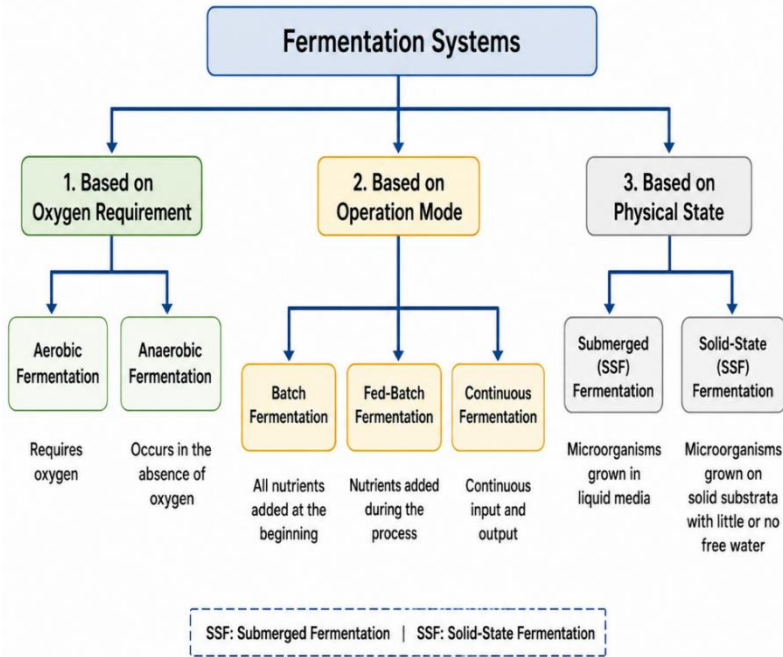 Fermentation Systems
1. Based on
Oxygen Requirement
2. Based on
Operation Mode
3. Based on
Physical State
Aerobic
Fermentation
Anaerobic
Fermentation
Batch
Fermentation
Fed-Batch
Fermentation
Continuous
Fermentation
Submerged
(SSF)
Fermentation
Solid-State
(SSF)
Fermentation
Requires
oxygen
Occurs in the
absence of
oxygen
All nutrients
added at the
beginning
Nutrients added
during the
process
Continuous
input and
output
Microorganisms
grown in
liquid media
Microorganisms
grown on
solid substrata
with little or no
free water
SSF: Submerged Fermentation | SSF: Solid-State Fermentation